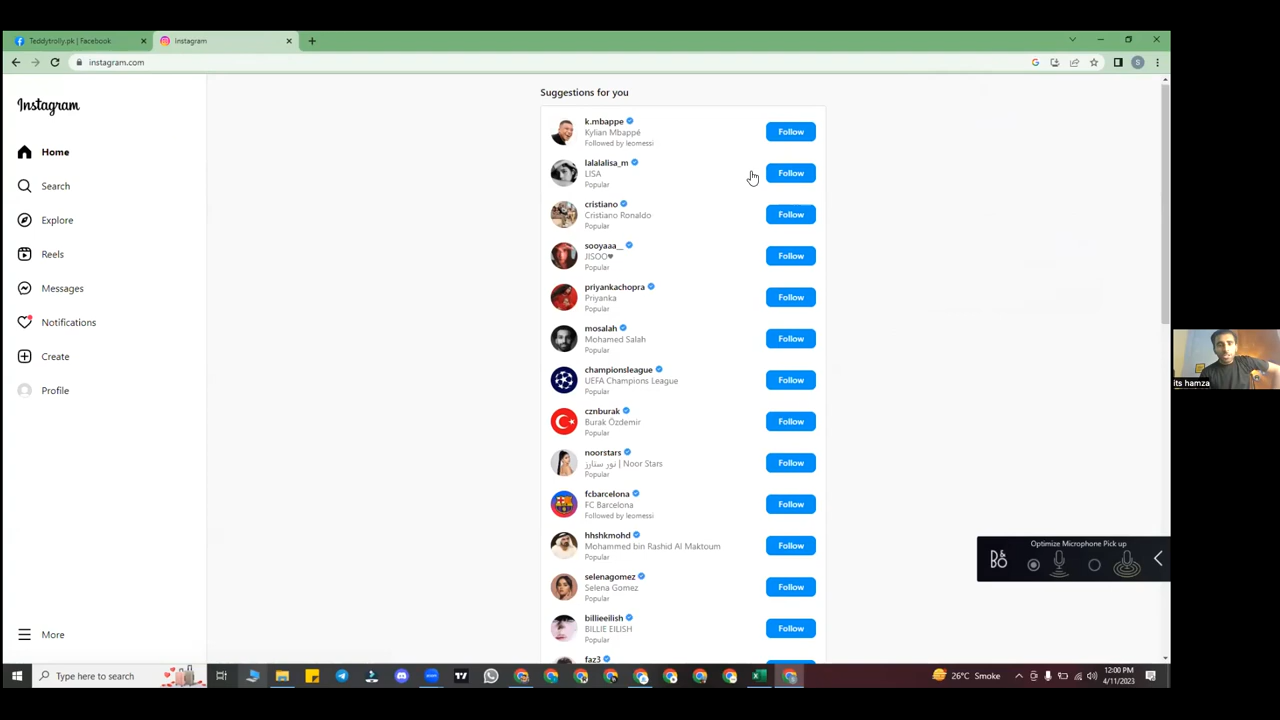 Teddytrolly.pk | Facebook
Instagram
instagram.com
Instagram
Home
Search
Explore
Reels
Messages
Notifications
Create
Profile
More
Suggestions for you
k.mbappe
Kylian Mbappé
Followed by leomessi
Follow
lalalalisa_m
LISA
Popular
Follow
cristiano
Cristiano Ronaldo
Popular
Follow
sooyaaa__
JISOO♥
Popular
Follow
priyankachopra
Priyanka
Popular
Follow
mosalah
Mohamed Salah
Popular
Follow
championsleague
UEFA Champions League
Popular
Follow
cznburak
Burak Özdemir
Popular
Follow
noorstars
نور ستارز | Noor Stars
Popular
Follow
fcbarcelona
FC Barcelona
Followed by leomessi
Follow
hhshkmohd
Mohammed bin Rashid Al Maktoum
Popular
Follow
selenagomez
Selena Gomez
Popular
Follow
billieeilish
BILLIE EILISH
Popular
Follow
faz3
its hamza
Optimize Microphone Pick up
B&O
Type here to search
26°C Smoke
12:00 PM
4/11/2023